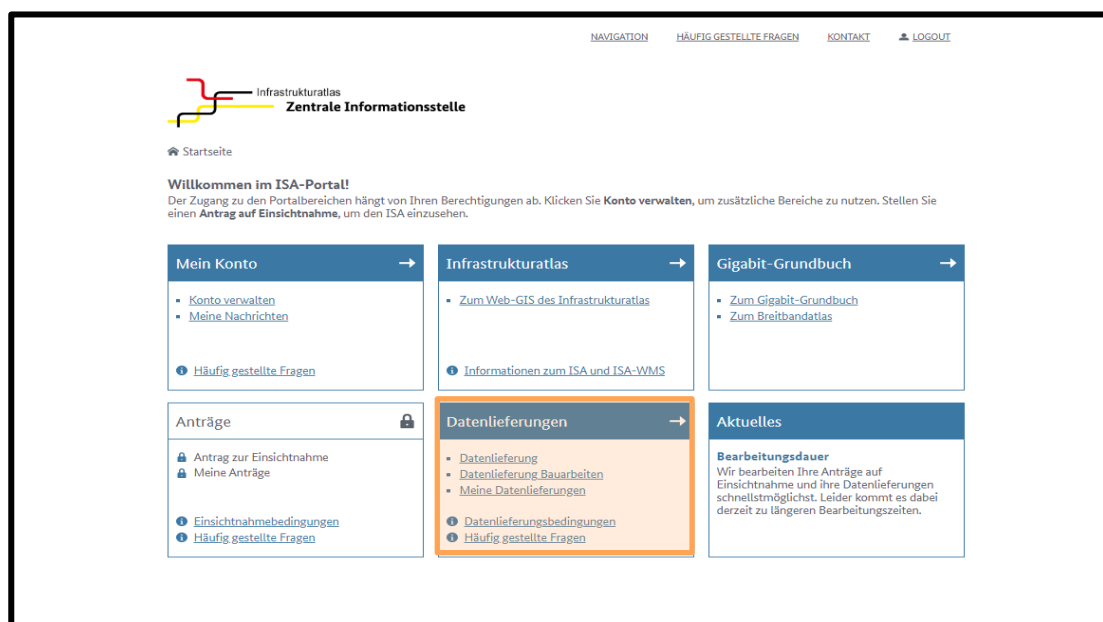 NAVIGATION HÄUFIG GESTELLTE FRAGEN KONTAKT LOGOUT
Infrastrukturatlas
Zentrale Informationsstelle
Startseite
Willkommen im ISA-Portal!
Der Zugang zu den Portalbereichen hängt von Ihren Berechtigungen ab. Klicken Sie Konto verwalten, um zusätzliche Bereiche zu nutzen. Stellen Sie
einen Antrag auf Einsichtnahme, um den ISA einzusehen.
Mein Konto
Konto verwalten
Meine Nachrichten
Häufig gestellte Fragen
Infrastrukturatlas
Zum Web-GIS des Infrastrukturatlas
Informationen zum ISA und ISA-WMS
Gigabit-Grundbuch
Zum Gigabit-Grundbuch
Zum Breitbandatlas
Anträge
Antrag zur Einsichtnahme
Meine Anträge
Einsichtnahmebedingungen
Häufig gestellte Fragen
Datenlieferungen
Datenlieferung
Datenlieferung Bauarbeiten
Meine Datenlieferungen
Datenlieferungsbedingungen
Häufig gestellte Fragen
Aktuelles
Bearbeitungsdauer
Wir bearbeiten Ihre Anträge auf
Einsichtnahme und ihre Datenlieferungen
schnellstmöglichst. Leider kommt es dabei
derzeit zu längeren Bearbeitungszeiten.